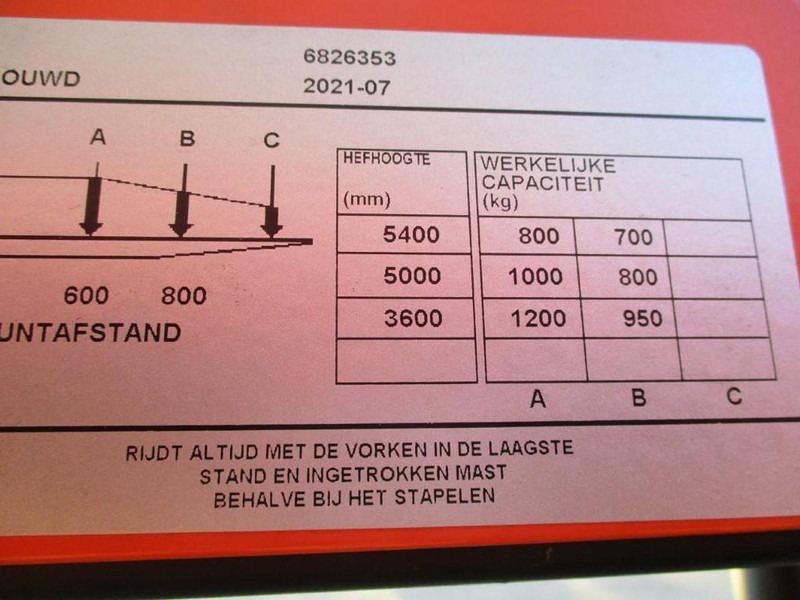 6826353
OUWD 2021-07
A B C
600 800
UNTAFSTAND
HEFHOOGTE WERKELIJKE
CAPACITEIT
(mm) (kg)
5400 800 700
5000 1000 800
3600 1200 950
A B C
RIJDT ALTIJD MET DE VORKEN IN DE LAAGSTE
STAND EN INGETROKKEN MAST
BEHALVE BIJ HET STAPELEN